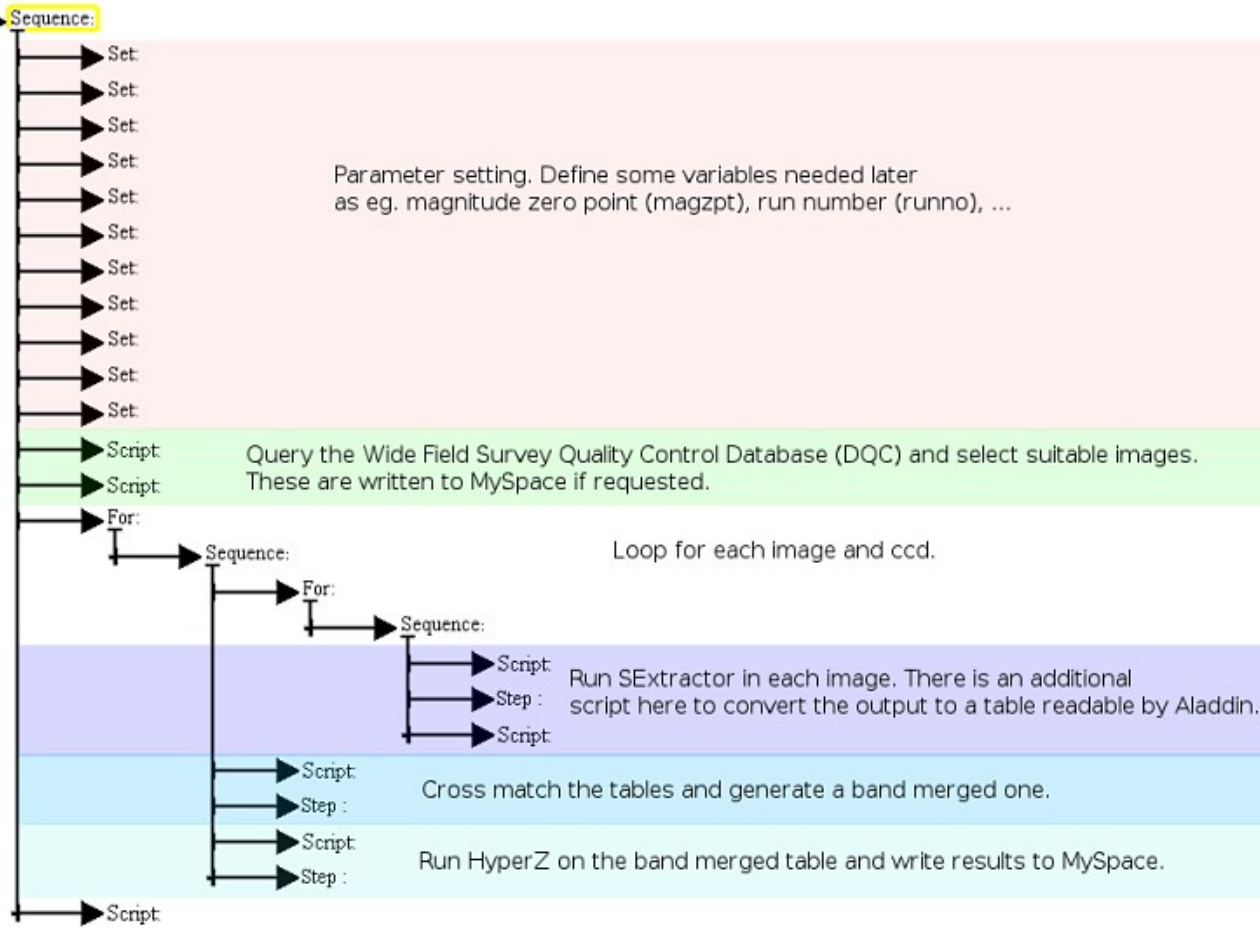 Sequence:
Set:
Set:
Set:
Set:
Parameter setting. Define some variables needed later
Set:
as eg. magnitude zero point (magzpt), run number (runno), ...
Set:
Set:
Set:
Set:
Set:
Set:
Script:
Query the Wide Field Survey Quality Control Database (DQC) and select suitable images.
Script:
These are written to MySpace if requested.
For:
Sequence:
Loop for each image and ccd.
For:
Sequence:
Script:
Run SExtractor in each image. There is an additional
Step :
script here to convert the output to a table readable by Aladdin.
Script:
Script:
Cross match the tables and generate a band merged one.
Step :
Script:
Run HyperZ on the band merged table and write results to MySpace.
Step :
Script: